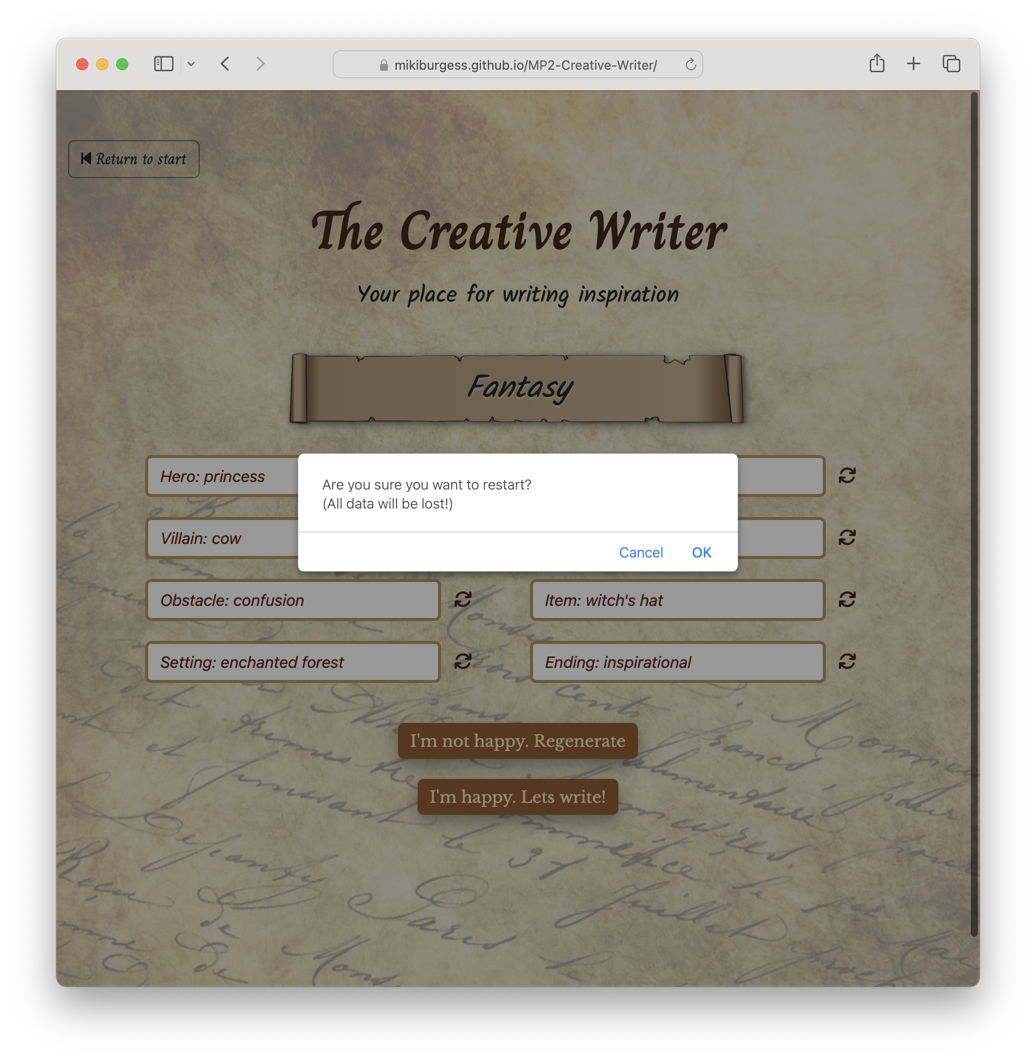 mikiburgess.github.io/MP2-Creative-Writer/
Return to start
The Creative Writer
Your place for writing inspiration
Fantasy
Hero: princess
Are you sure you want to restart?
(All data will be lost!)
Villain: cow
Cancel OK
Obstacle: confusion
Item: witch's hat
Setting: enchanted forest
Ending: inspirational
I'm not happy. Regenerate
I'm happy. Lets write!